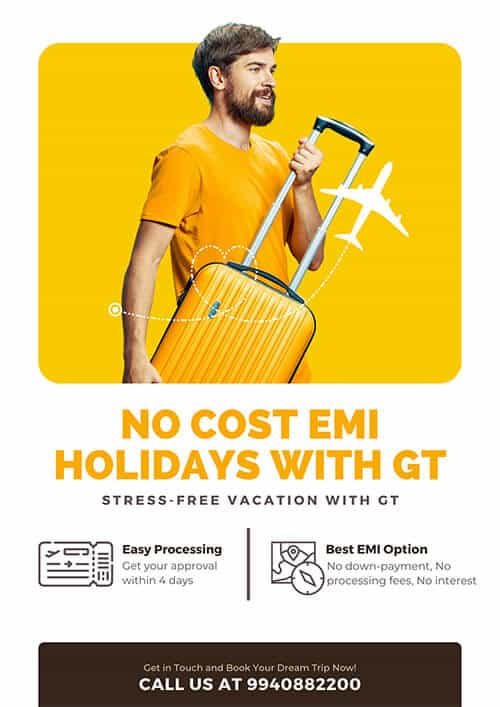 NO COST EMI
HOLIDAYS WITH GT
STRESS-FREE VACATION WITH GT
Easy Processing
Get your approval
within 4 days
Best EMI Option
No down-payment, No
processing fees, No interest
Get in Touch and Book Your Dream Trip Now!
CALL US AT 9940882200